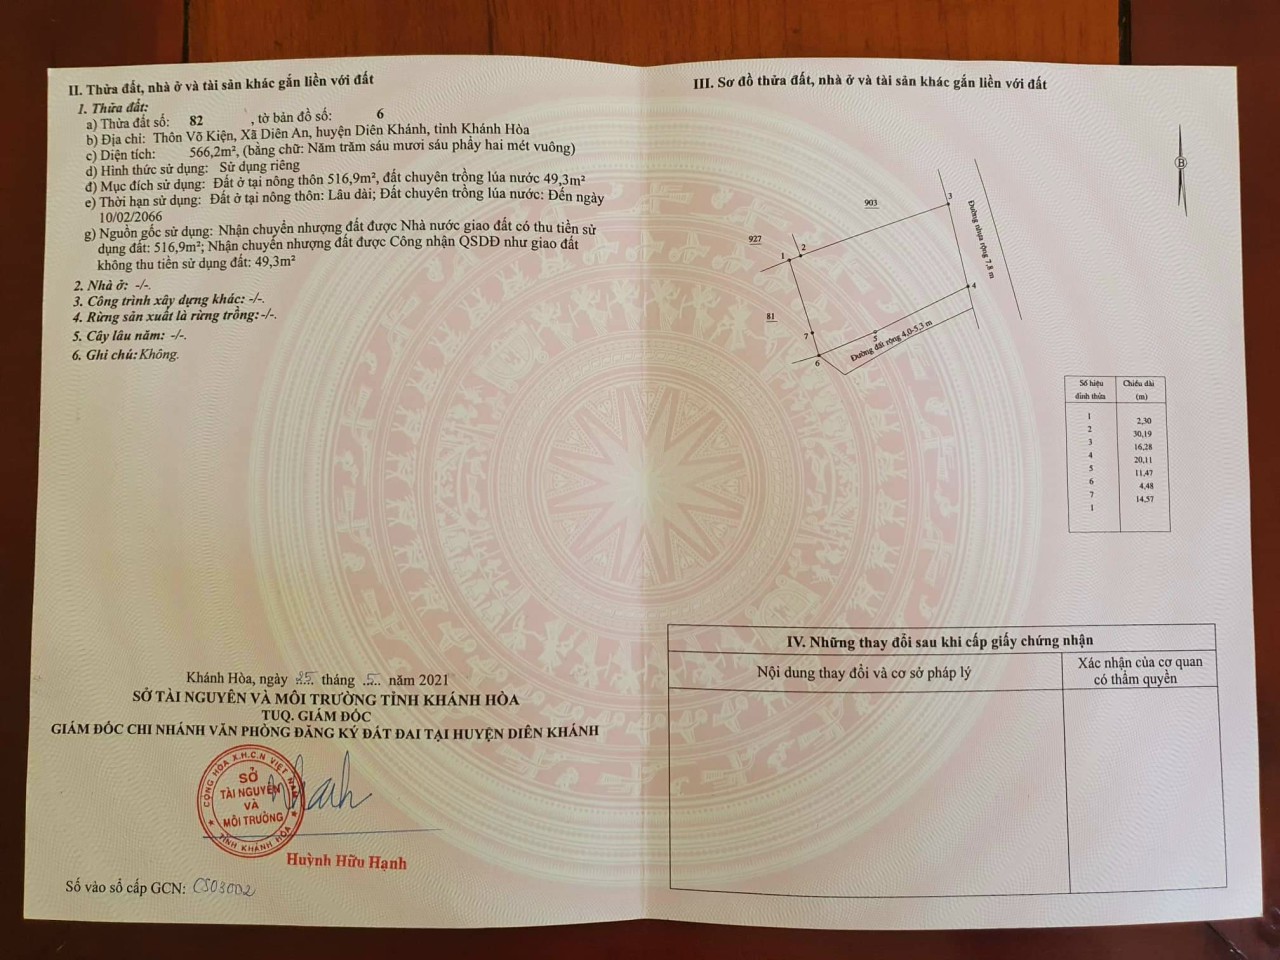 II. Thửa đất, nhà ở và tài sản khác gắn liền với đất
1. Thửa đất:
a) Thửa đất số: 82 , tờ bản đồ số: 6
b) Địa chỉ: Thôn Võ Kiện, Xã Diên An, huyện Diên Khánh, tỉnh Khánh Hòa
c) Diện tích: 566,2m², (bằng chữ: Năm trăm sáu mươi sáu phẩy hai mét vuông)
d) Hình thức sử dụng: Sử dụng riêng
đ) Mục đích sử dụng: Đất ở tại nông thôn 516,9m², đất chuyên trồng lúa nước 49,3m²
e) Thời hạn sử dụng: Đất ở tại nông thôn: Lâu dài; Đất chuyên trồng lúa nước: Đến ngày
10/02/2066
g) Nguồn gốc sử dụng: Nhận chuyển nhượng đất được Nhà nước giao đất có thu tiền sử
dụng đất: 516,9m²; Nhận chuyển nhượng đất được Công nhận QSDĐ như giao đất
không thu tiền sử dụng đất: 49,3m²
2. Nhà ở: -/-.
3. Công trình xây dựng khác: -/-.
4. Rừng sản xuất là rừng trồng: -/-.
5. Cây lâu năm: -/-.
6. Ghi chú: Không.
Khánh Hòa, ngày 25 tháng 5 năm 2021
SỞ TÀI NGUYÊN VÀ MÔI TRƯỜNG TỈNH KHÁNH HÒA
TUQ. GIÁM ĐỐC
GIÁM ĐỐC CHI NHÁNH VĂN PHÒNG ĐĂNG KÝ ĐẤT ĐAI TẠI HUYỆN DIÊN KHÁNH
CỘNG HÒA X.H.C.N VIỆT NAM
SỞ
TÀI NGUYÊN
VÀ
MÔI TRƯỜNG
TỈNH KHÁNH HÒA
Huỳnh Hữu Hạnh
Số vào sổ cấp GCN: CS03002
III. Sơ đồ thửa đất, nhà ở và tài sản khác gắn liền với đất
B
903
3
Đường nhựa rộng 7,8 m
927
2
1
4
81
7
5
Đường đất rộng 4,0-5,3 m
6
Số hiệu đỉnh thửa Chiều dài (m)
1
2,30
2
30,19
3
16,28
4
20,11
5
11,47
6
4,48
7
14,57
1
IV. Những thay đổi sau khi cấp giấy chứng nhận
Nội dung thay đổi và cơ sở pháp lý
Xác nhận của cơ quan
có thẩm quyền